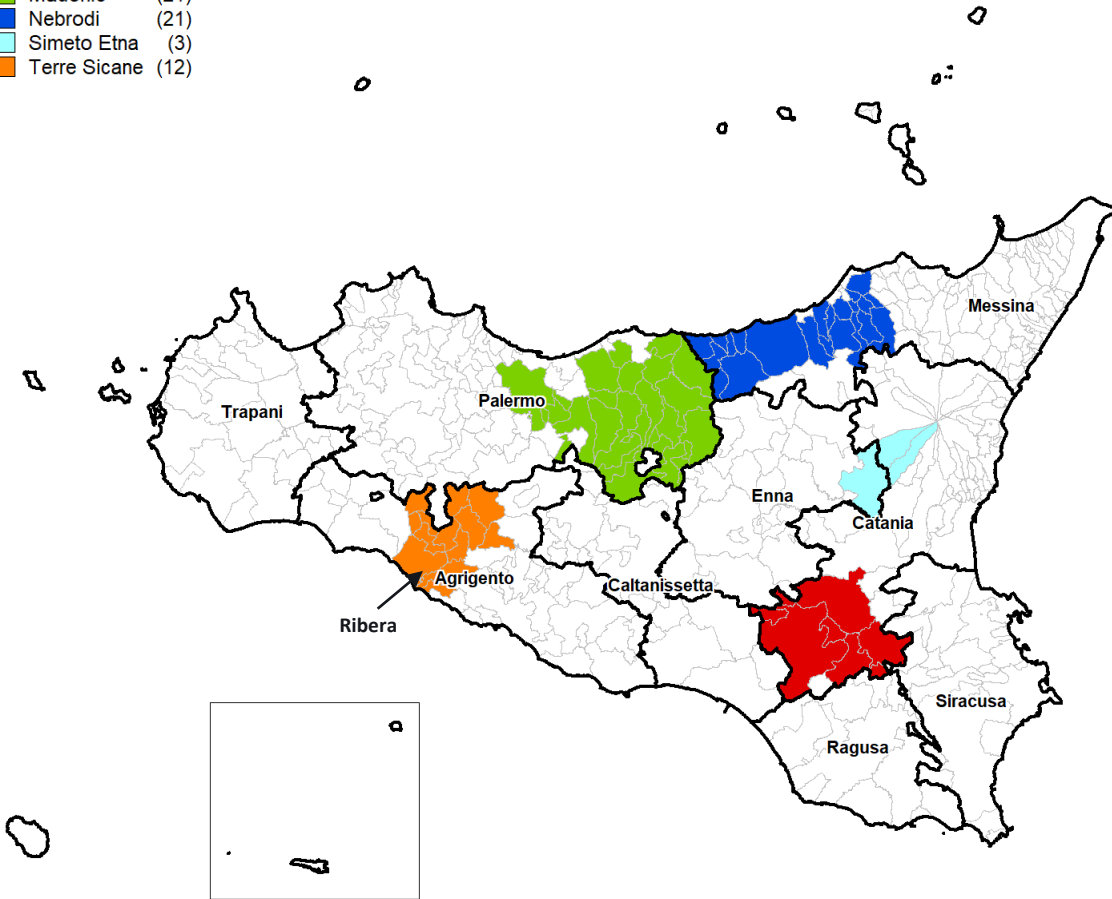 Nebrodi (21)
Simeto Etna (3)
Terre Sicane (12)
Messina
Trapani
Palermo
Enna
Catania
Agrigento
Caltanissetta
Ribera
Siracusa
Ragusa